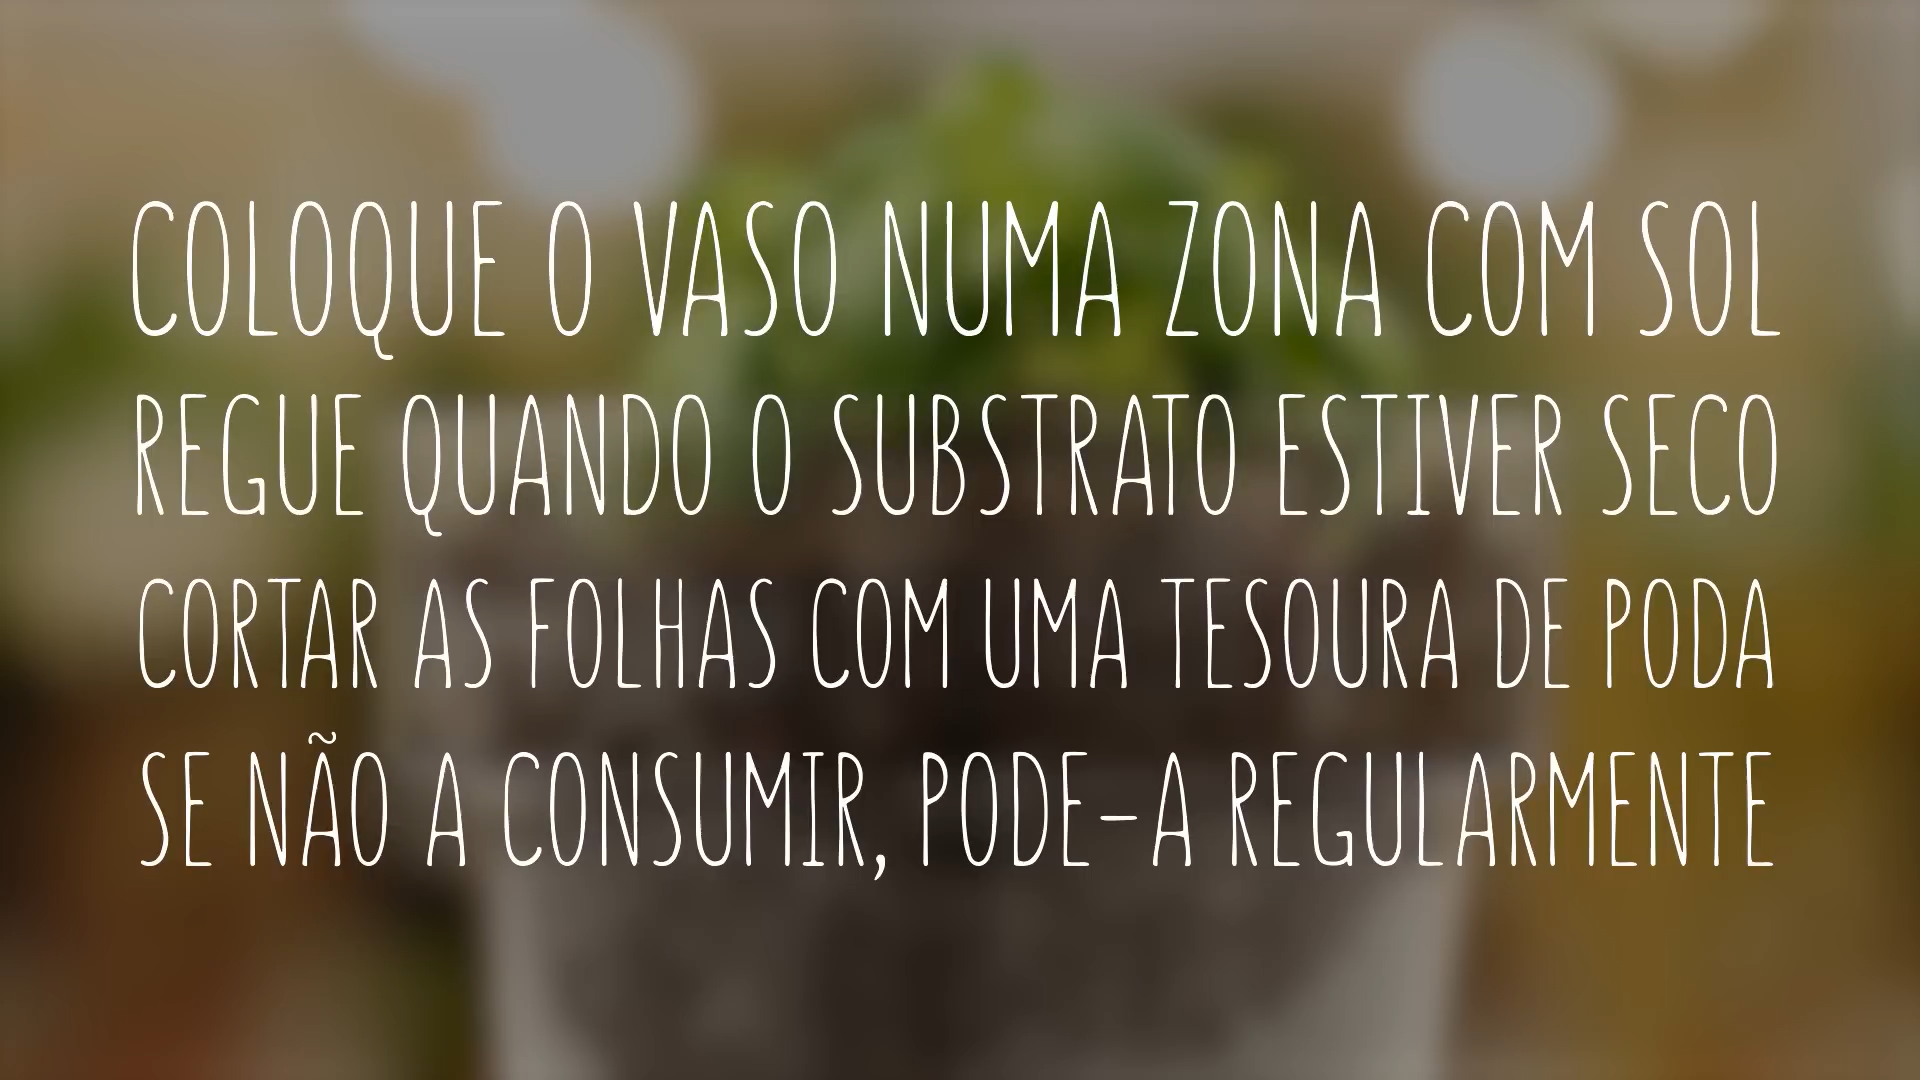 COLOQUE O VASO NUMA ZONA COM SOL
REGUE QUANDO O SUBSTRATO ESTIVER SECO
CORTAR AS FOLHAS COM UMA TESOURA DE PODA
SE NÃO A CONSUMIR, PODE-A REGULARMENTE